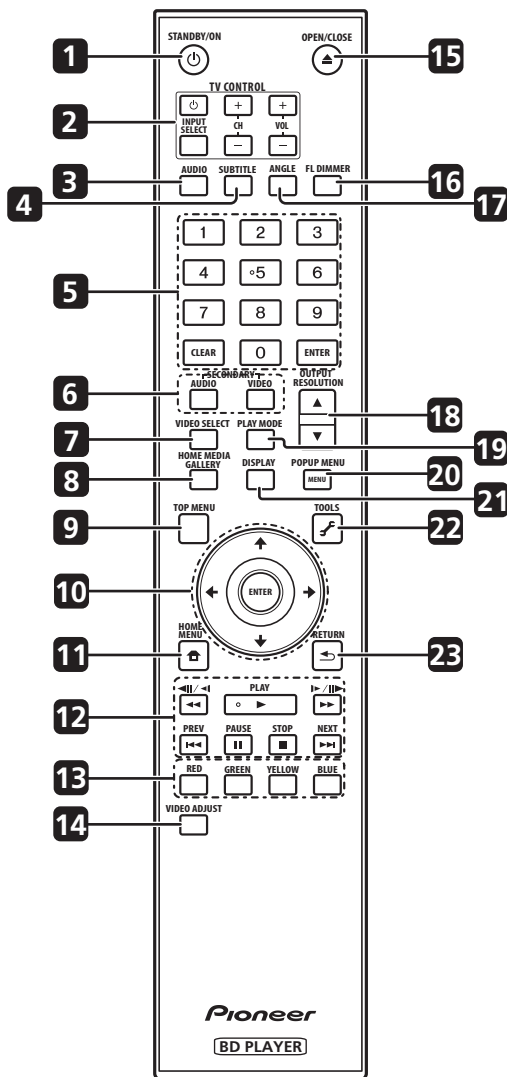 STANDBY/ON OPEN/CLOSE
1 15
TV CONTROL
2 INPUT SELECT + CH − + VOL −
3 AUDIO SUBTITLE ANGLE FL DIMMER 16
4 17
1 2 3
4 5 6
5
7 8 9
CLEAR 0 ENTER
SECONDARY
6 AUDIO VIDEO
OUTPUT RESOLUTION
▲
▼
18
7 VIDEO SELECT PLAY MODE 19
8 HOME MEDIA GALLERY DISPLAY POPUP MENU 20
MENU
21
9 TOP MENU TOOLS 22
10 ENTER
11 HOME MENU RETURN 23
PLAY
12
PREV PAUSE STOP NEXT
13 RED GREEN YELLOW BLUE
14 VIDEO ADJUST
Pioneer
BD PLAYER